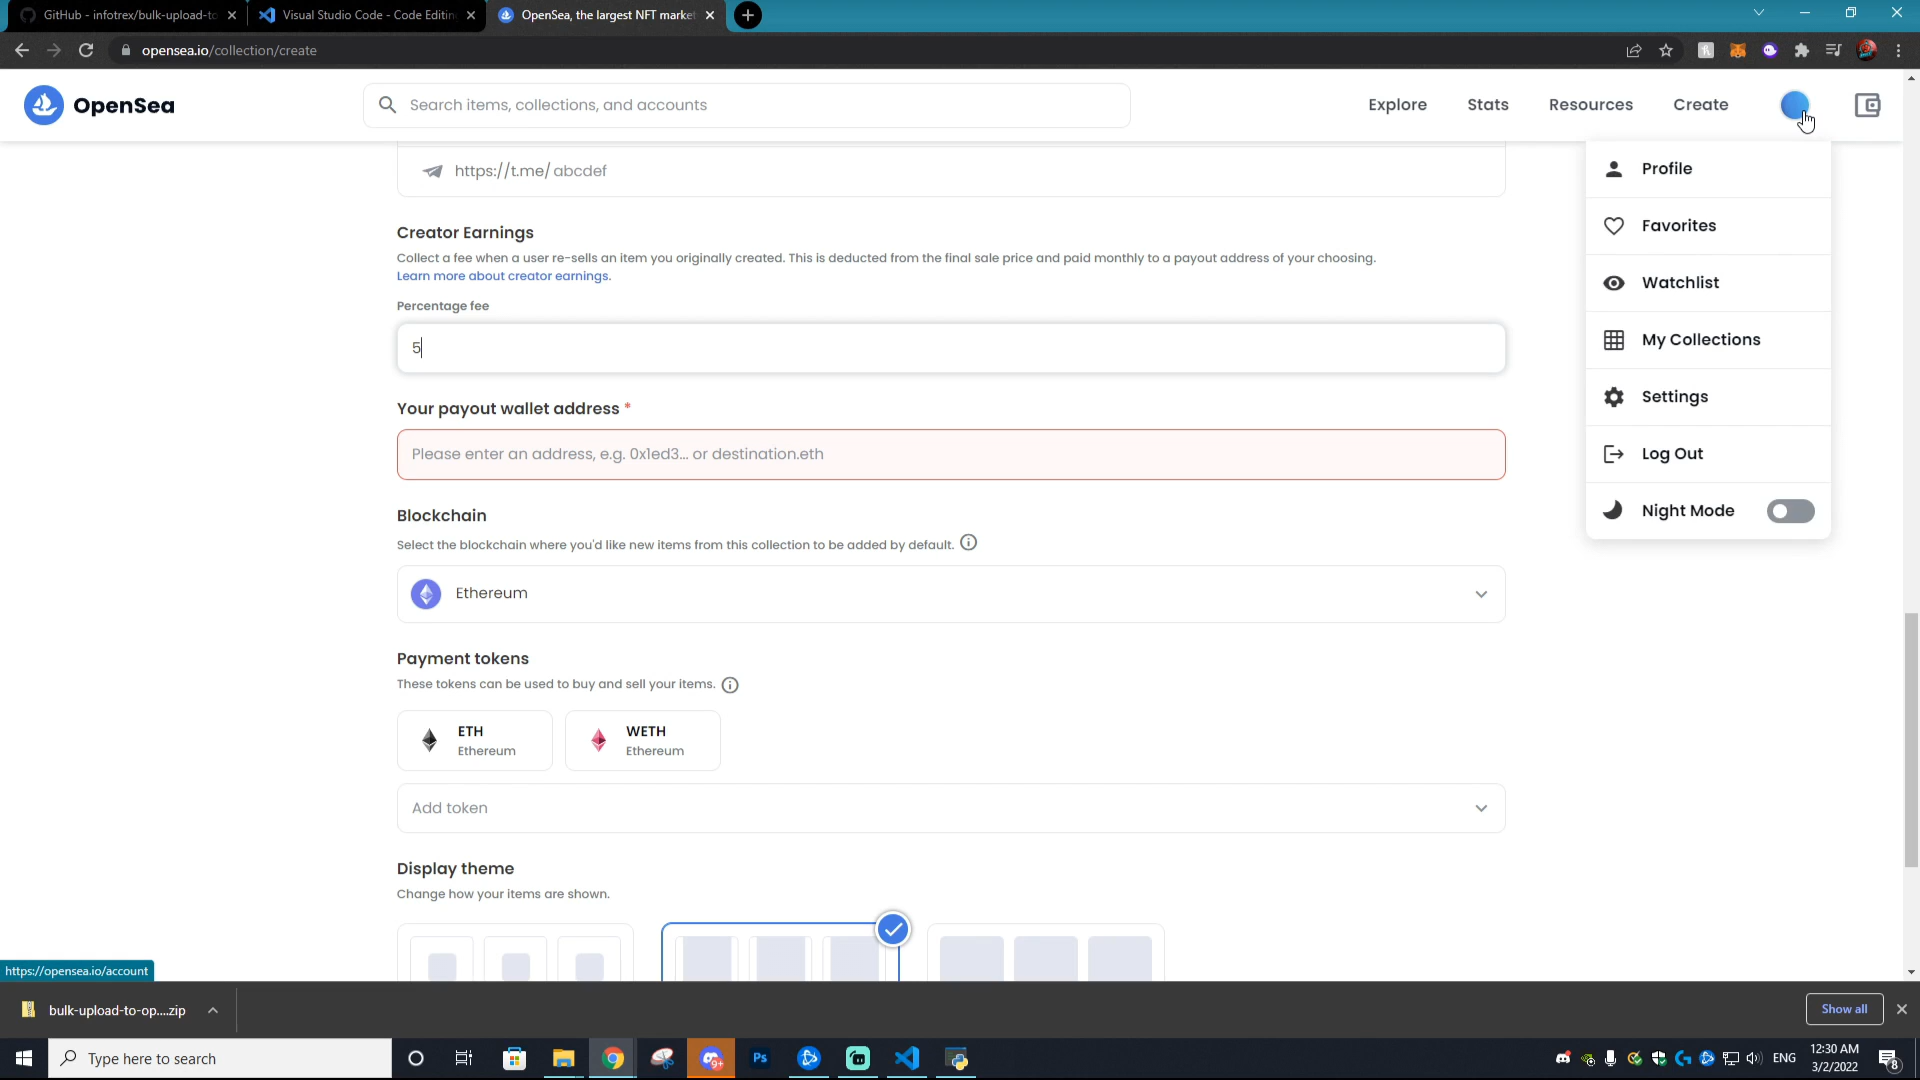 GitHub - infotrex/bulk-upload-to
Visual Studio Code - Code Editin
OpenSea, the largest NFT market
opensea.io/collection/create
OpenSea
Search items, collections, and accounts
Explore
Stats
Resources
Create
https://t.me/ abcdef
Profile
Favorites
Watchlist
My Collections
Settings
Log Out
Night Mode
Creator Earnings
Collect a fee when a user re-sells an item you originally created. This is deducted from the final sale price and paid monthly to a payout address of your choosing.
Learn more about creator earnings.
Percentage fee
5
Your payout wallet address *
Please enter an address, e.g. 0x1ed3... or destination.eth
Blockchain
Select the blockchain where you'd like new items from this collection to be added by default.
Ethereum
Payment tokens
These tokens can be used to buy and sell your items.
ETH
Ethereum
WETH
Ethereum
Add token
Display theme
Change how your items are shown.
https://opensea.io/account
bulk-upload-to-op....zip
Show all
Type here to search
9+
Ps
ENG
12:30 AM
3/2/2022
8